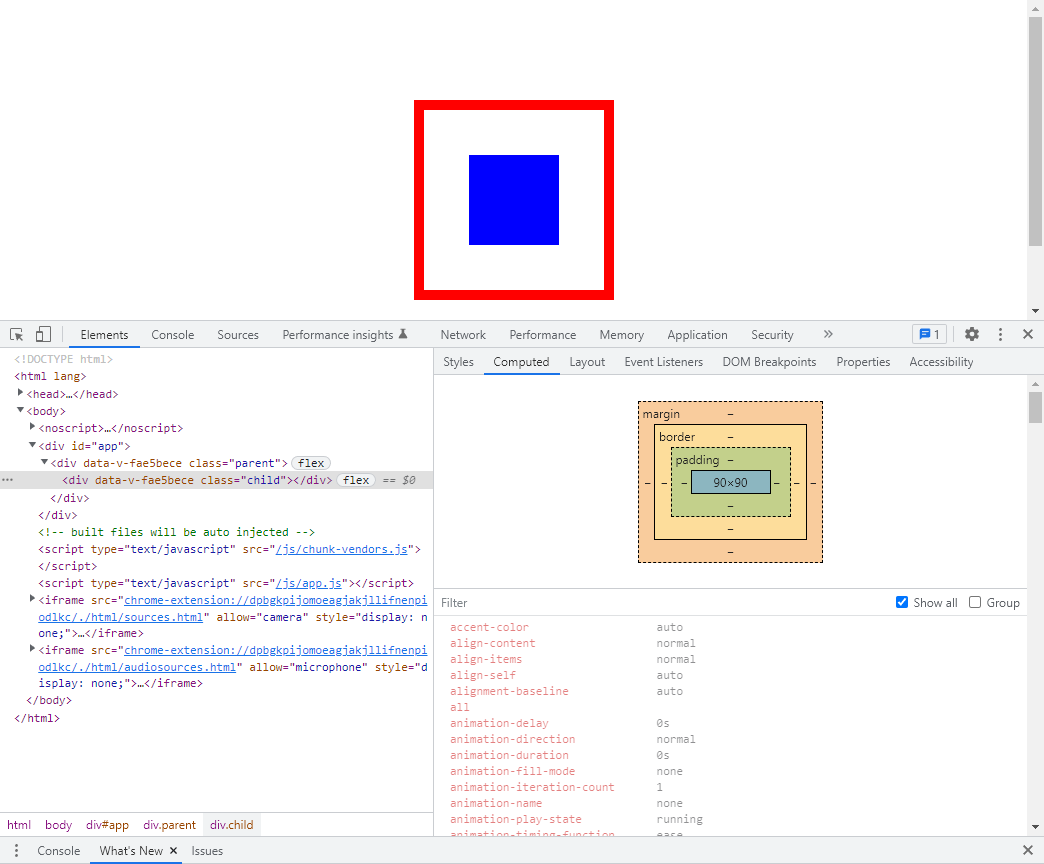 Elements Console Sources Performance insights Network Performance Memory Application Security » 1
<!DOCTYPE html>
<html lang>
<head>…</head>
<body>
<noscript>…</noscript>
<div id="app">
<div data-v-fae5bece class="parent"> flex
… <div data-v-fae5bece class="child"></div> flex == $0
</div>
</div>
<!-- built files will be auto injected -->
<script type="text/javascript" src="/js/chunk-vendors.js">
</script>
<script type="text/javascript" src="/js/app.js"></script>
<iframe src="chrome-extension://dpbgkpijomoeagjakjllifnenpi
odlkc/./html/sources.html" allow="camera" style="display: n
one;">…</iframe>
<iframe src="chrome-extension://dpbgkpijomoeagjakjllifnenpi
odlkc/./html/audiosources.html" allow="microphone" style="d
isplay: none;">…</iframe>
</body>
</html>
html body div#app div.parent div.child
Styles Computed Layout Event Listeners DOM Breakpoints Properties Accessibility
margin –
border –
padding –
– – – 90×90 – – –
–
–
–
Filter Show all Group
accent-color auto
align-content normal
align-items normal
align-self auto
alignment-baseline auto
all
animation-delay 0s
animation-direction normal
animation-duration 0s
animation-fill-mode none
animation-iteration-count 1
animation-name none
animation-play-state running
animation-timing-function ease
Console What's New × Issues